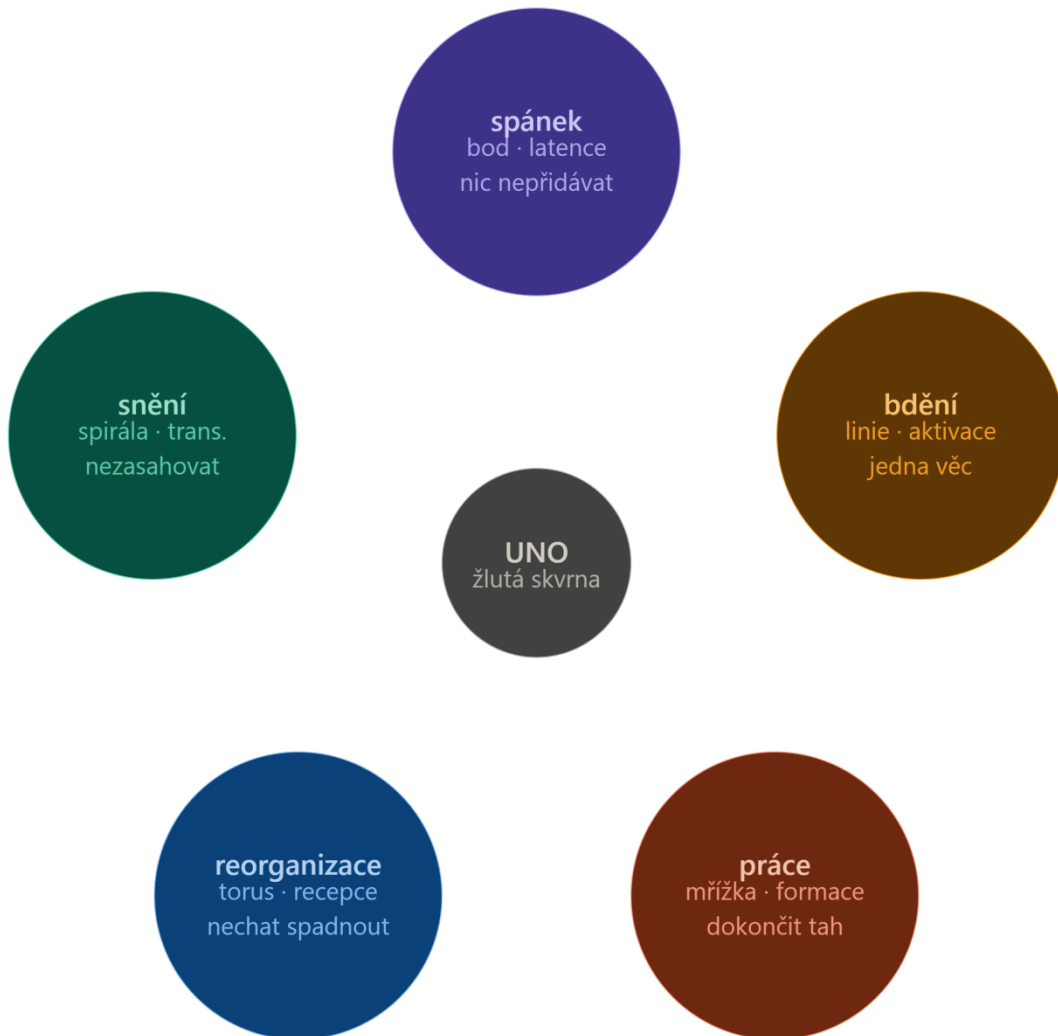 spánek
bod · latence
nic nepřidávat
snění
spirála · trans.
nezasahovat
bdění
linie · aktivace
jedna věc
UNO
žlutá skvrna
reorganizace
torus · recepce
nechat spadnout
práce
mřížka · formace
dokončit tah